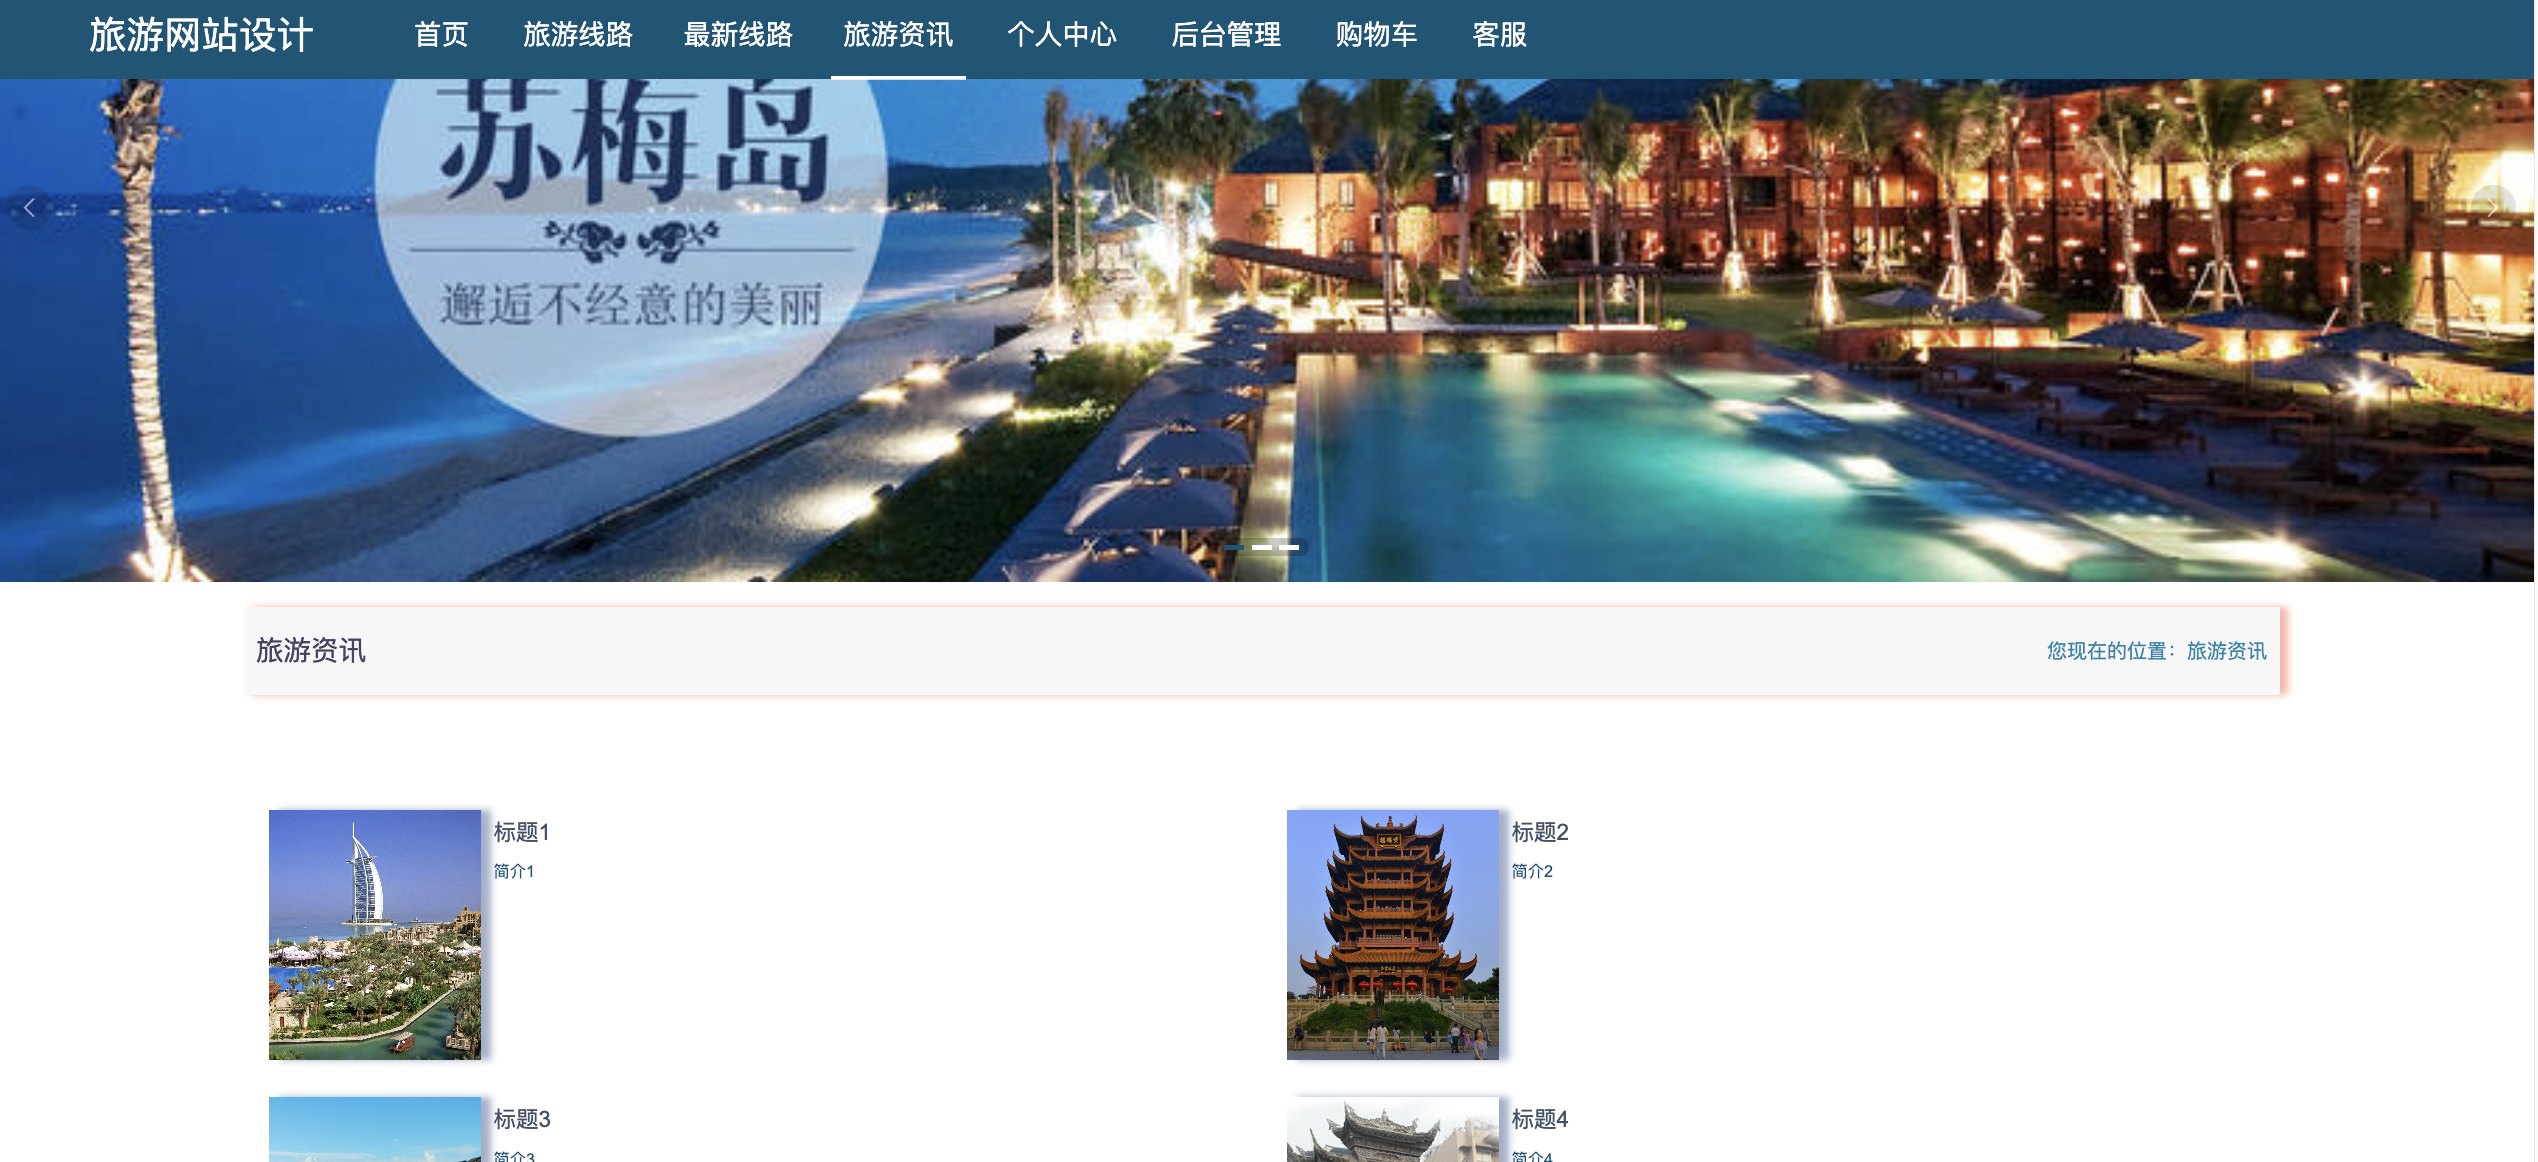 旅游网站设计 首页 旅游线路 最新线路 旅游资讯 个人中心 后台管理 购物车 客服
苏梅岛
邂逅不经意的美丽
旅游资讯 您现在的位置：旅游资讯
标题1
简介1
标题2
简介2
标题3
简介3
标题4
简介4